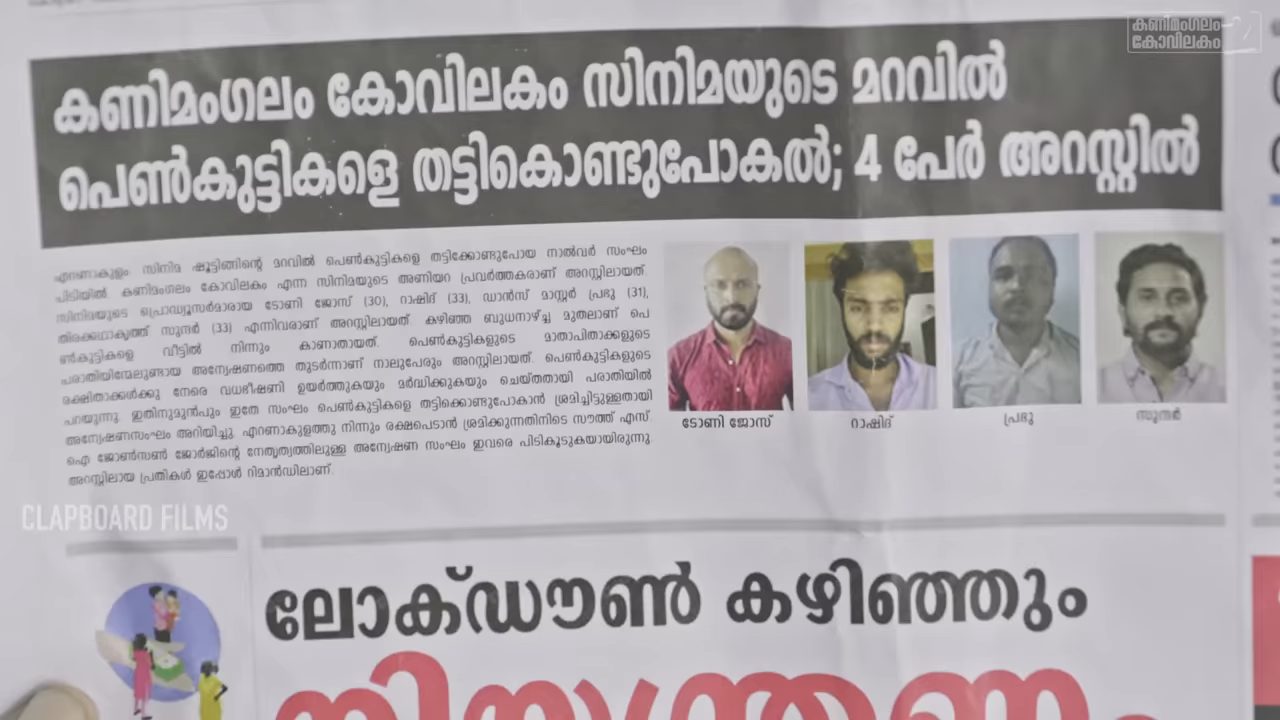 കണിമംഗലം
കോവിലകം
കണിമംഗലം കോവിലകം സിനിമയുടെ മറവിൽ
പെൺകുട്ടികളെ തട്ടികൊണ്ടുപോകൽ; 4 പേർ അറസ്റ്റിൽ
എറണാകുളം: സിനിമ ഷൂട്ടിങ്ങിന്റെ മറവിൽ പെൺകുട്ടികളെ തട്ടിക്കോണ്ടുപോയ നാൽവർ സംഘം
പിടിയിൽ. കണിമംഗലം കോവിലകം എന്ന സിനിമയുടെ അണിയറ പ്രവർത്തകരാണ് അറസ്റ്റിലായത്.
സിനിമയുടെ പ്രൊഡ്യൂസർമാരായ ടോണി ജോസ് (30), റാഷിദ് (33), ഡാൻസ് മാസ്റ്റർ പ്രഭു (31),
തിരക്കഥാകൃത്ത് സുന്ദർ (33) എന്നിവരാണ് അറസ്റ്റിലായത്. കഴിഞ്ഞ ബുധനാഴ്ച്ച മുതലാണ് പെ
ൺകുട്ടികളെ വീട്ടിൽ നിന്നും കാണാതായത്. പെൺകുട്ടികളുടെ മാതാപിതാക്കളുടെ
പരാതിയിന്മേലുണ്ടായ അന്വേഷണത്തെ തുടർന്നാണ് നാലുപേരും അറസ്റ്റിലായത്. പെൺകുട്ടികളുടെ
രക്ഷിതാക്കൾക്കു നേരെ വധഭീഷണി ഉയർത്തുകയും മർദ്ധിക്കുകയും ചെയ്തതായി പരാതിയിൽ
പറയുന്നു. ഇതിനുമുൻപും ഇതേ സംഘം പെൺകുട്ടികളെ തട്ടിക്കൊണ്ടുപോകാൻ ശ്രമിച്ചിട്ടുള്ളതായി
അന്വേഷണസംഘം അറിയിച്ചു. എറണാകുളത്തു നിന്നും രക്ഷപെടാൻ ശ്രമിക്കുന്നതിനിടെ സൗത്ത് എസ്.
ഐ ജോൺസൺ ജോർജിന്റെ നേതൃത്വത്തിലുള്ള അന്വേഷണ സംഘം ഇവരെ പിടികൂടുകയായിരുന്നു.
അറസ്റ്റിലായ പ്രതികൾ ഇപ്പോൾ റിമാൻഡിലാണ്.
ടോണി ജോസ്
റാഷിദ്
പ്രഭു
സുന്ദർ
CLAPBOARD FILMS
ലോക്ഡൗൺ കഴിഞ്ഞും